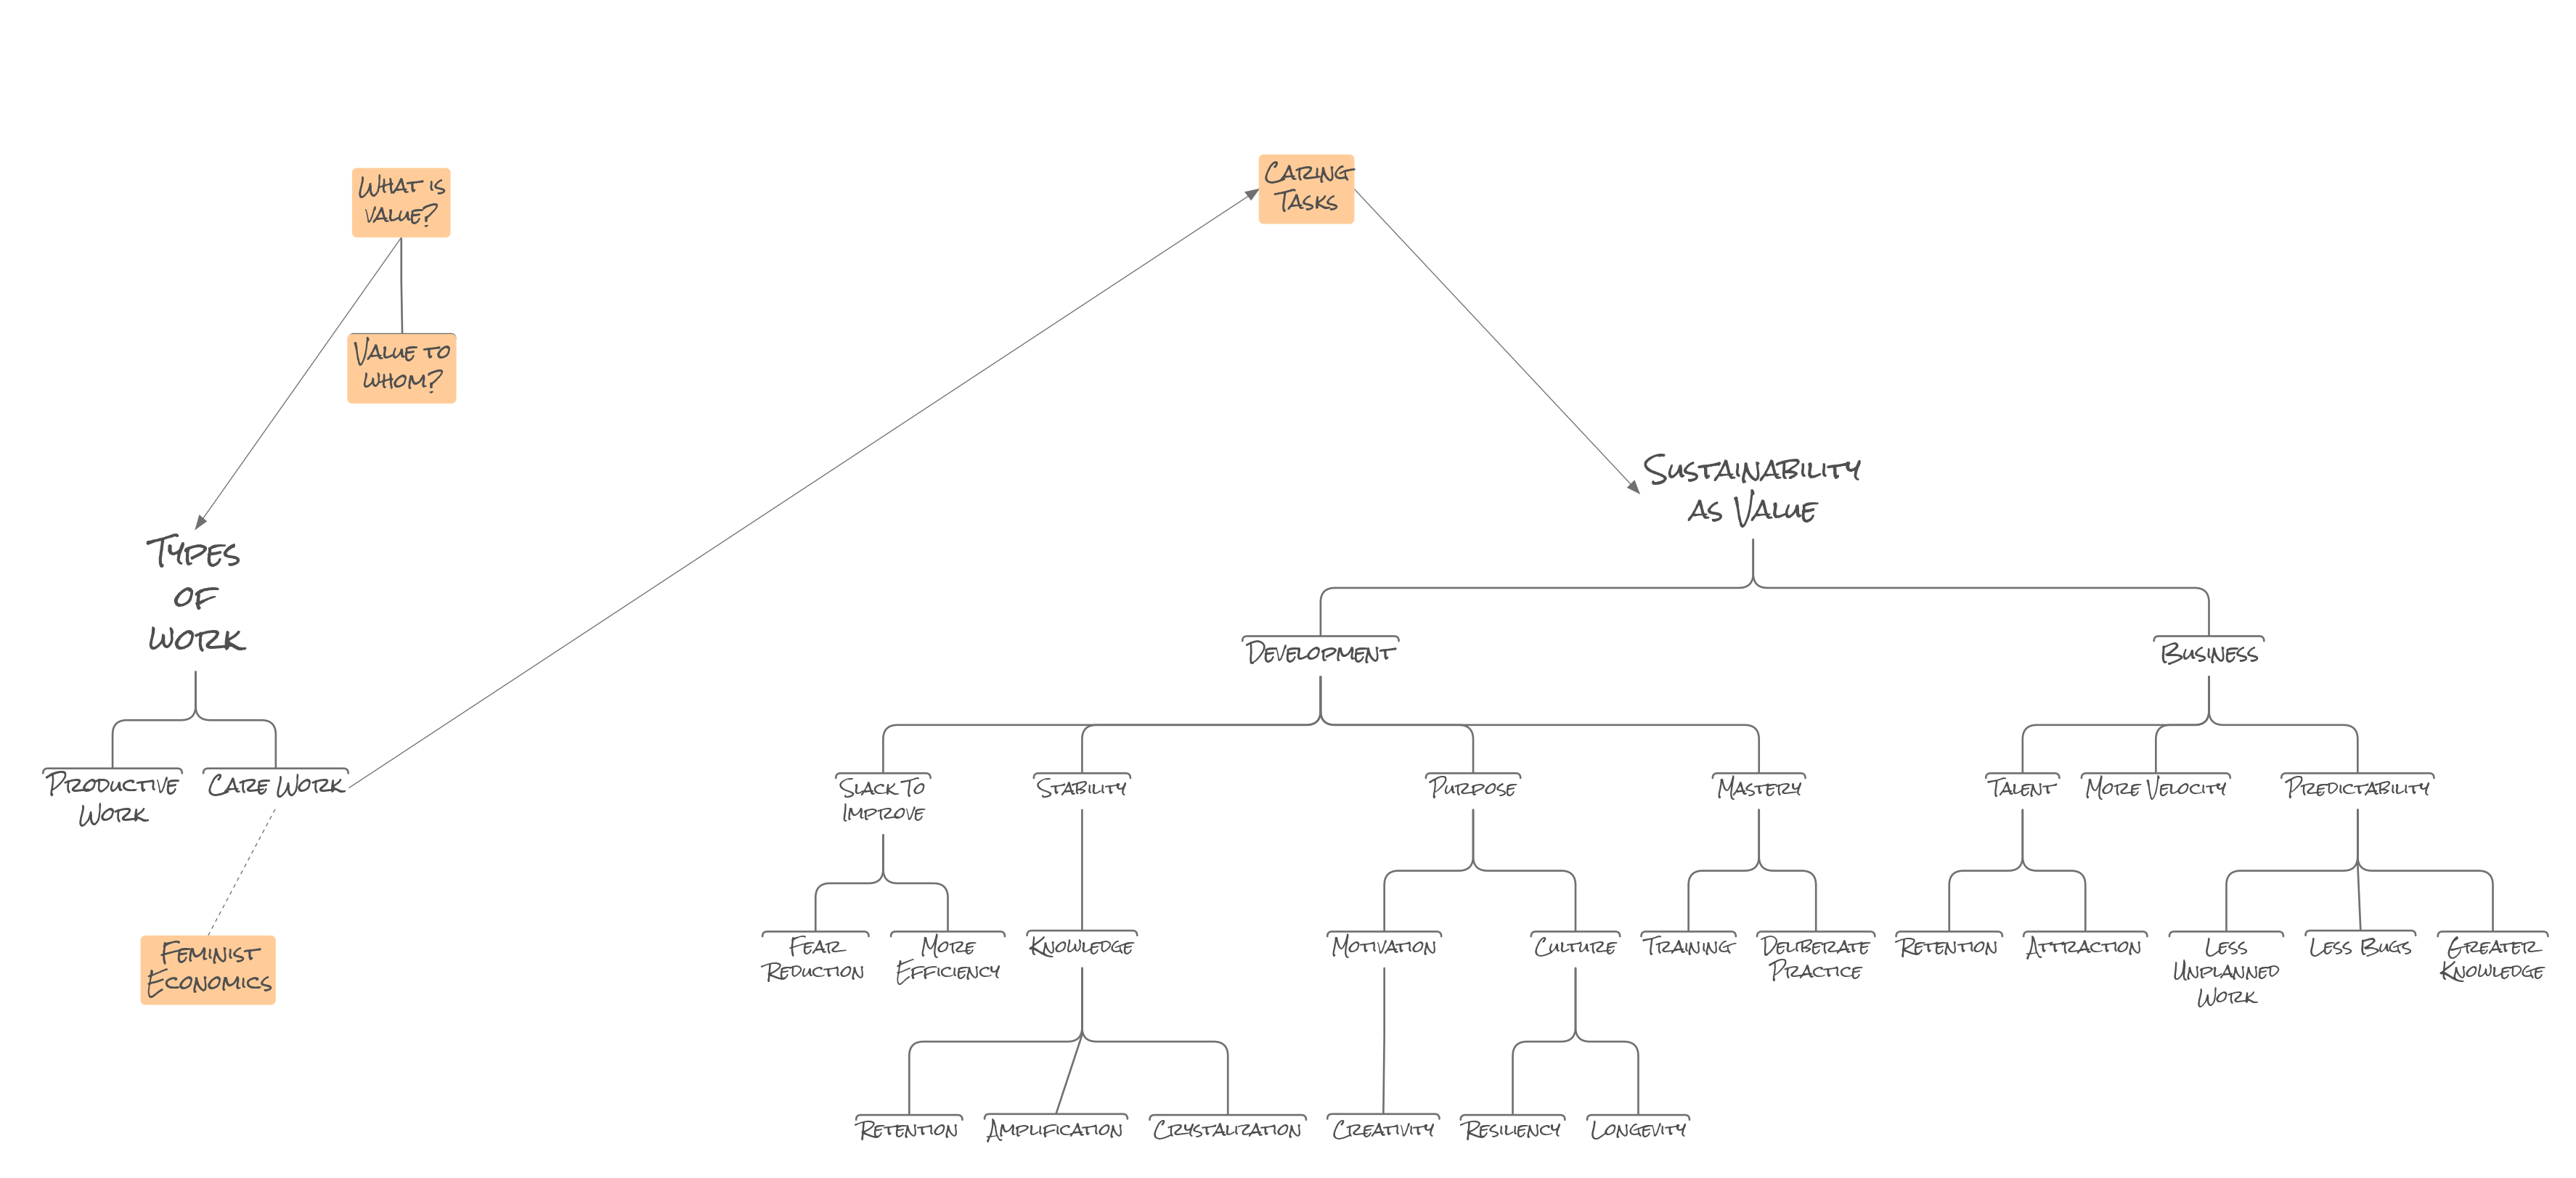 What is
value?
Value to
whom?
Types
of
work
Productive
Work
Care Work
Feminist
Economics
Caring
Tasks
Sustainability
as Value
Development
Business
Slack To
Improve
Stability
Purpose
Mastery
Talent
More Velocity
Predictability
Fear
Reduction
More
Efficiency
Knowledge
Motivation
Culture
Training
Deliberate
Practice
Retention
Attraction
Less
Unplanned
Work
Less Bugs
Greater
Knowledge
Retention
Amplification
Crystalization
Creativity
Resiliency
Longevity